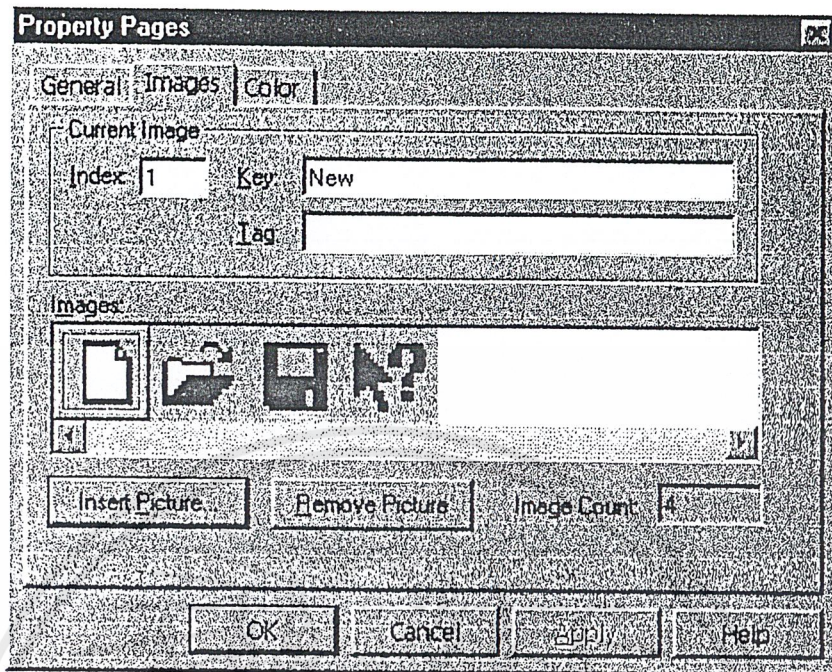 Property Pages
General Images Color
Current Image
Index: 1 Key: New
Tag:
Images:
Insert Picture... Remove Picture Image Count: 4
OK Cancel Apply Help